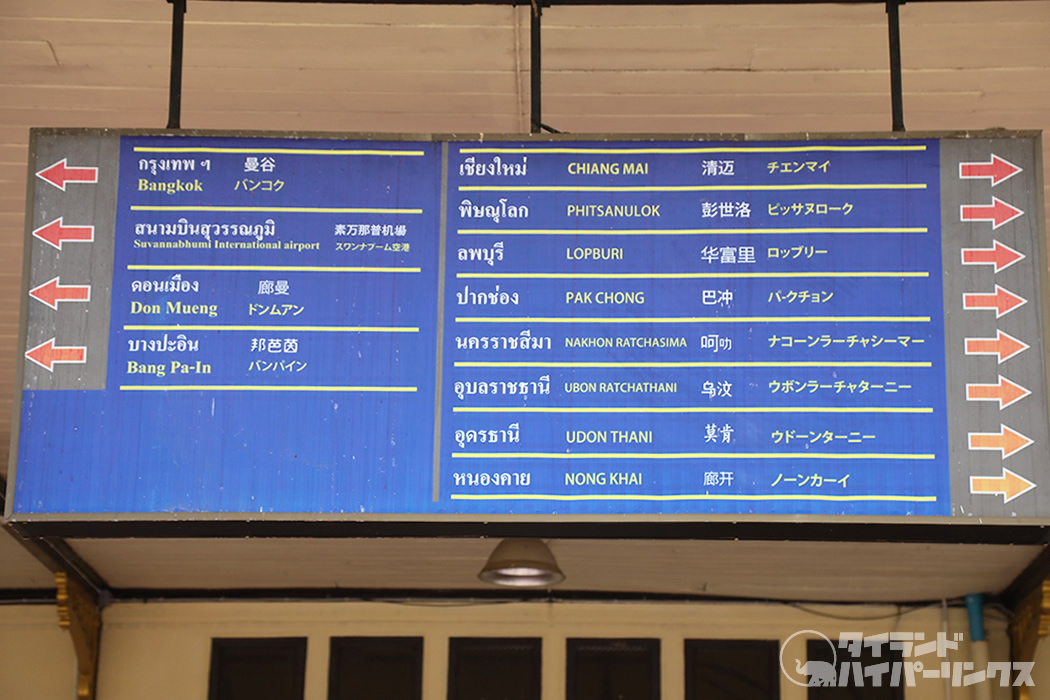 กรุงเทพ ฯ 曼谷
Bangkok バンコク
สนามบินสุวรรณภูมิ 素万那普机場
Suvannabhumi International airport スワンナプーム空港
ดอนเมือง 廊曼
Don Mueng ドンムアン
บางปะอิน 邦芭茵
Bang Pa-In バンパイン
เชียงใหม่ CHIANG MAI 清迈 チエンマイ
พิษณุโลก PHITSANULOK 彭世洛 ピッサヌローク
ลพบุรี LOPBURI 华富里 ロッブリー
ปากช่อง PAK CHONG 巴冲 パークチョン
นครราชสีมา NAKHON RATCHASIMA 呵叻 ナコーンラーチャシーマー
อุบลราชธานี UBON RATCHATHANI 乌汶 ウボンラーチャターニー
อุดรธานี UDON THANI 莫肯 ウドーンターニー
หนองคาย NONG KHAI 廊开 ノーンカーイ
タイランド
ハイパーリンクス